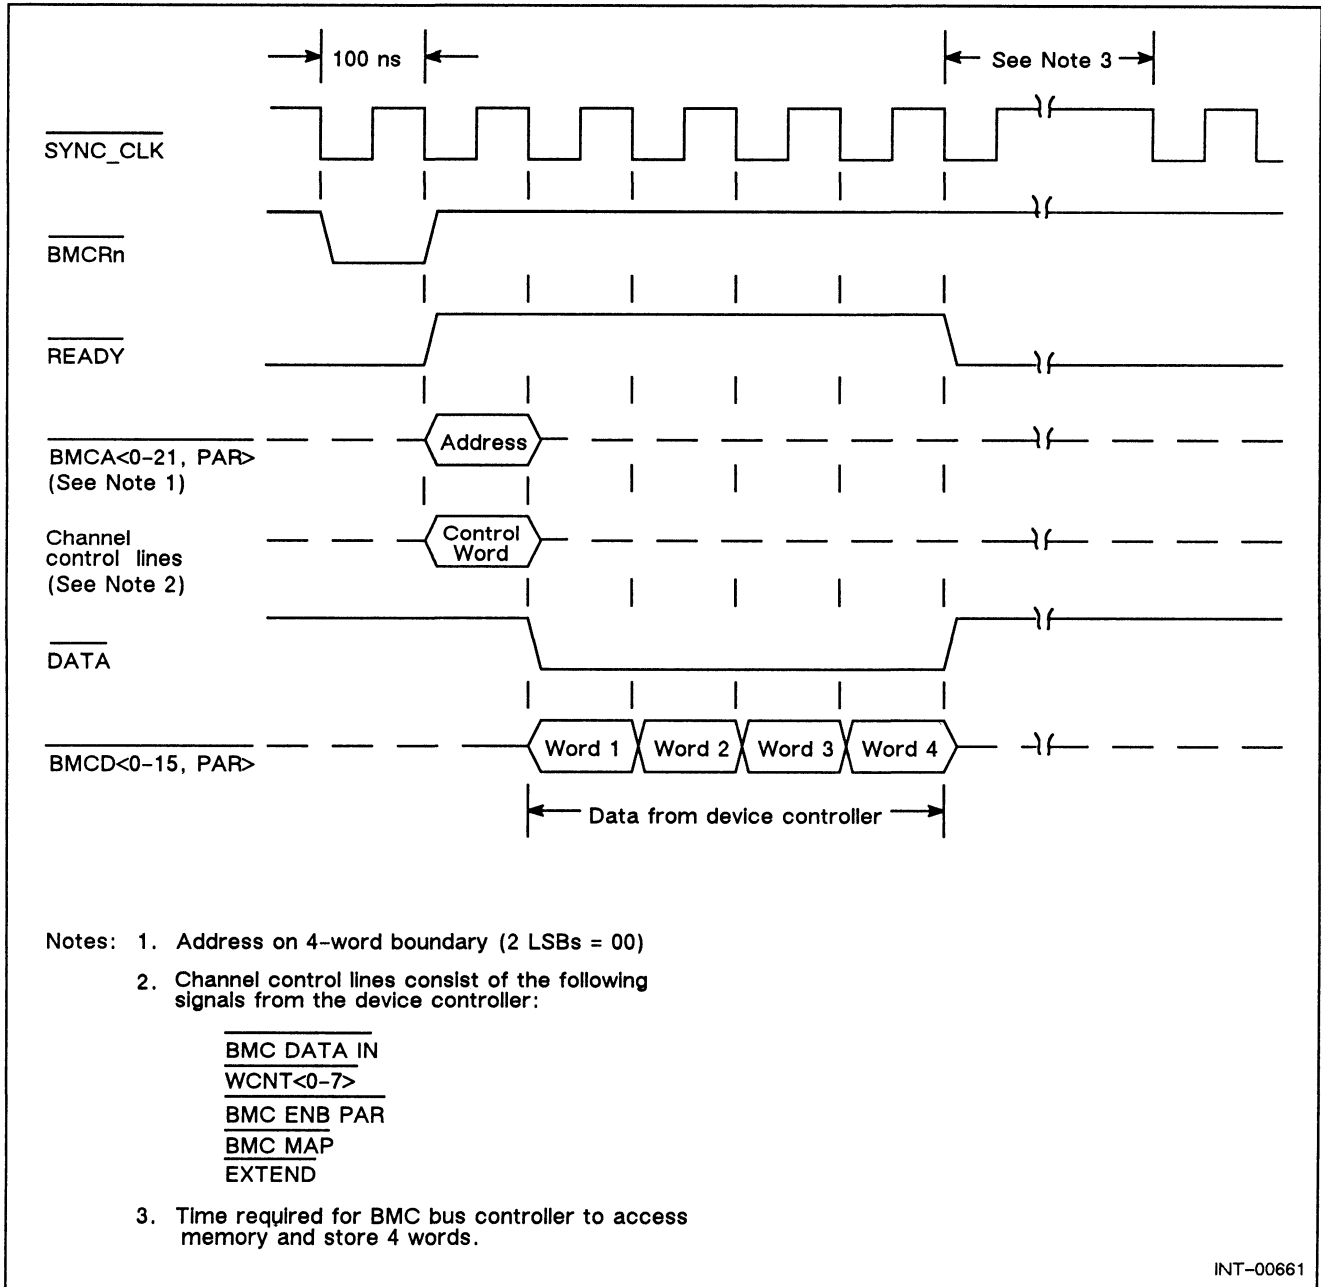 100 ns
See Note 3
SYNC_CLK
BMCRn
READY
BMCA<0-21, PAR>
(See Note 1)
Address
Channel
control lines
(See Note 2)
Control
Word
DATA
BMCD<0-15, PAR>
Word 1 Word 2 Word 3 Word 4
Data from device controller
Notes: 1. Address on 4-word boundary (2 LSBs = 00)
2. Channel control lines consist of the following
signals from the device controller:
BMC DATA IN
WCNT<0-7>
BMC ENB PAR
BMC MAP
EXTEND
3. Time required for BMC bus controller to access
memory and store 4 words.
INT-00661